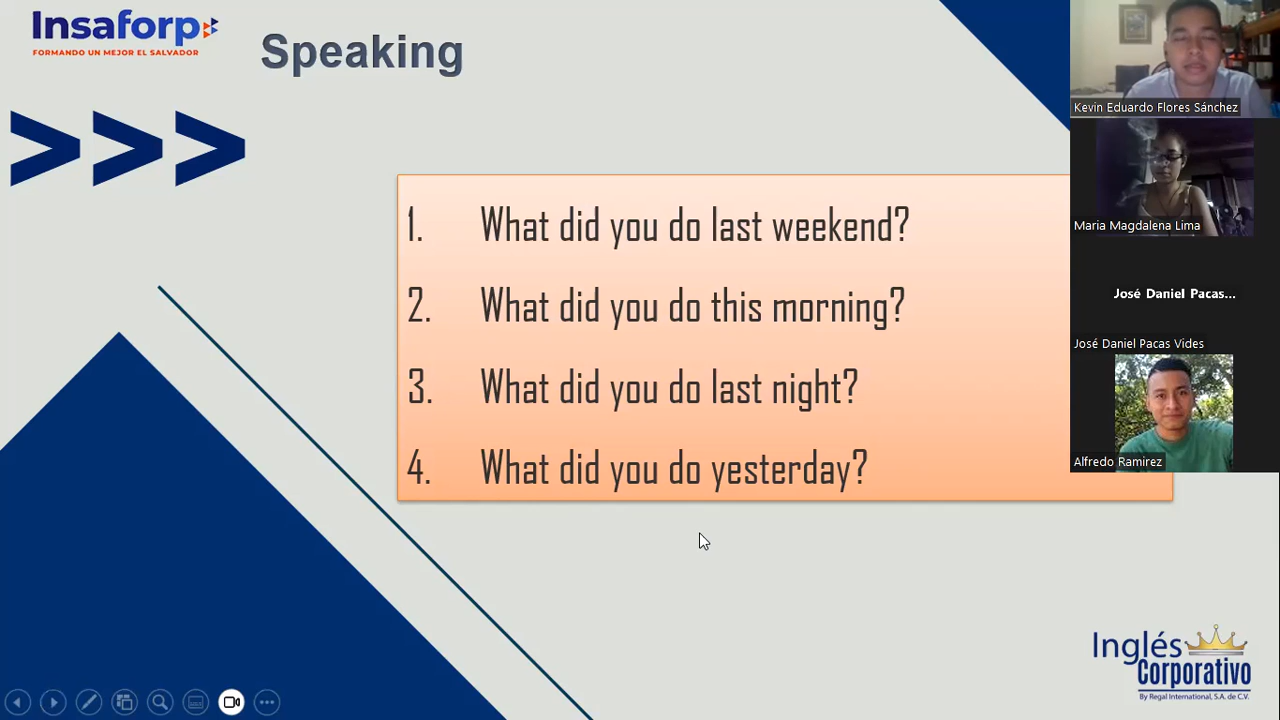 Insaforp
FORMANDO UN MEJOR EL SALVADOR
Speaking
>>>
1. What did you do last weekend?
2. What did you do this morning?
3. What did you do last night?
4. What did you do yesterday?
Kevin Eduardo Flores Sánchez
Maria Magdalena Lima
José Daniel Pacas...
José Daniel Pacas Vides
Alfredo Ramirez
Inglés
Corporativo
By Regal International, S.A. de C.V.